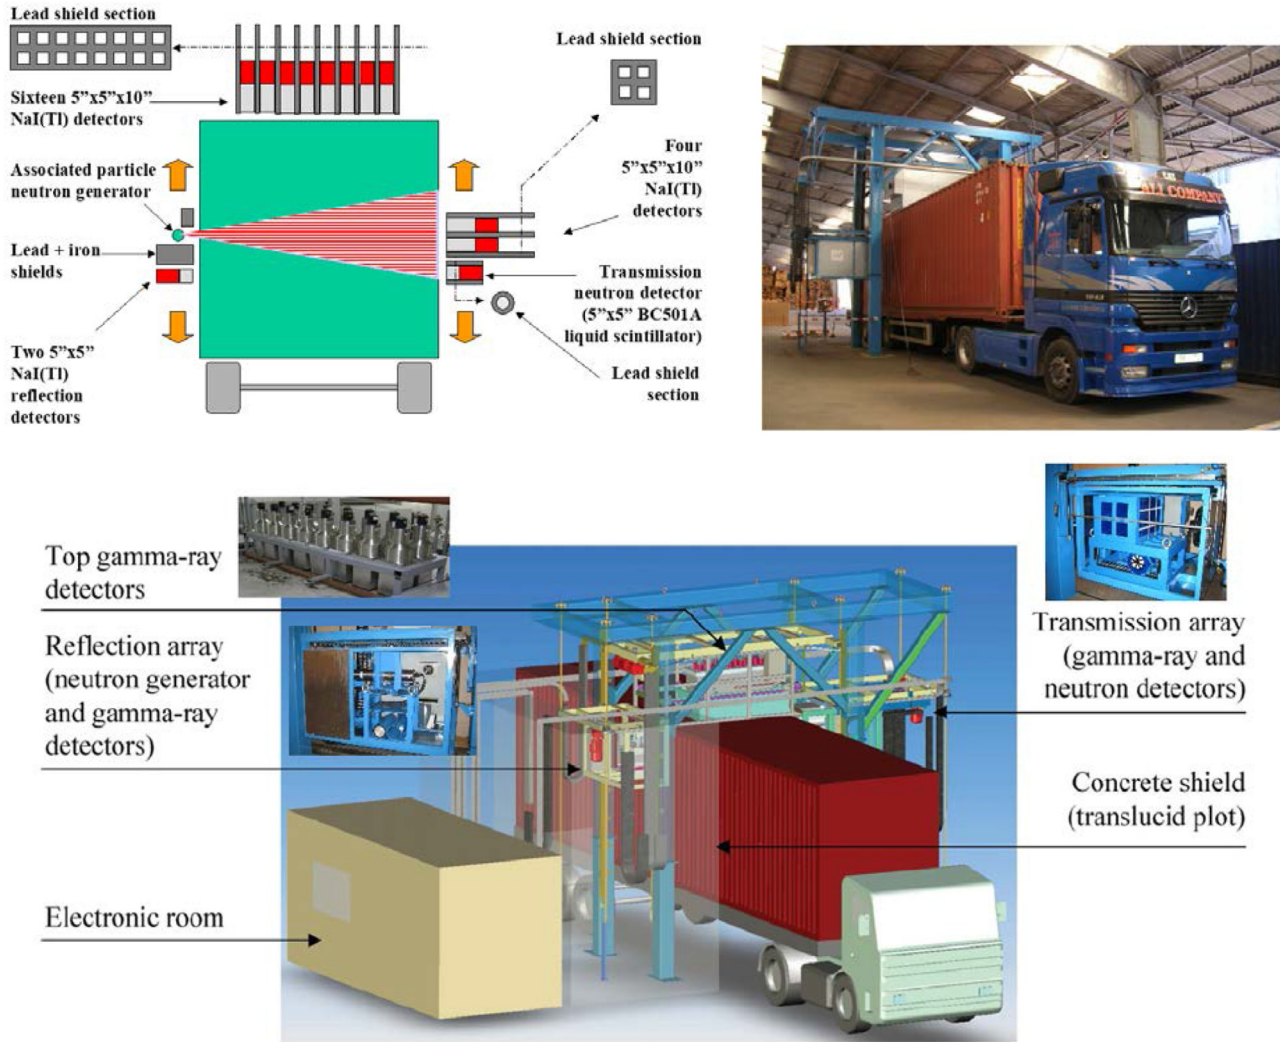 Lead shield section
Sixteen 5”x5”x10”
NaI(Tl) detectors
Associated particle
neutron generator
Lead + iron
shields
Two 5”x5”
NaI(Tl)
reflection
detectors
Lead shield section
Four
5”x5”x10”
NaI(Tl)
detectors
Transmission
neutron detector
(5”x5” BC501A
liquid scintillator)
Lead shield
section
ALI COMPANY
Top gamma-ray
detectors
Reflection array
(neutron generator
and gamma-ray
detectors)
Electronic room
Transmission array
(gamma-ray and
neutron detectors)
Concrete shield
(translucid plot)